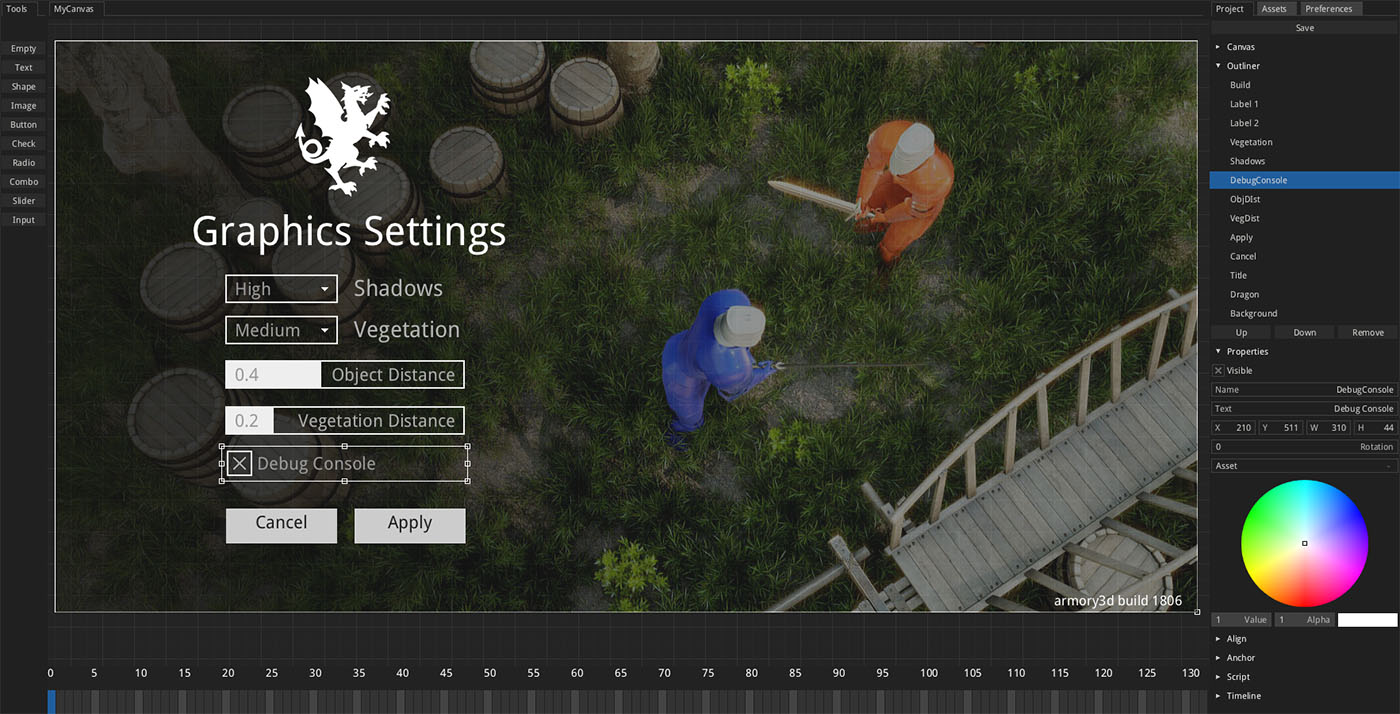 Tools
MyCanvas
Project
Assets
Preferences
Empty
Text
Shape
Image
Button
Check
Radio
Combo
Slider
Input
Graphics Settings
High
Shadows
Medium
Vegetation
0.4 Object Distance
0.2 Vegetation Distance
Debug Console
Cancel
Apply
armory3d build 1806
0 5 10 15 20 25 30 35 40 45 50 55 60 65 70 75 80 85 90 95 100 105 110 115 120 125 130
Save
Canvas
Outliner
Build
Label 1
Label 2
Vegetation
Shadows
DebugConsole
ObjDIst
VegDist
Apply
Cancel
Title
Dragon
Background
Up Down Remove
Properties
Visible
Name DebugConsole
Text Debug Console
X 210 Y 511 W 310 H 44
0 Rotation
Asset
1 Value 1 Alpha
Align
Anchor
Script
Timeline